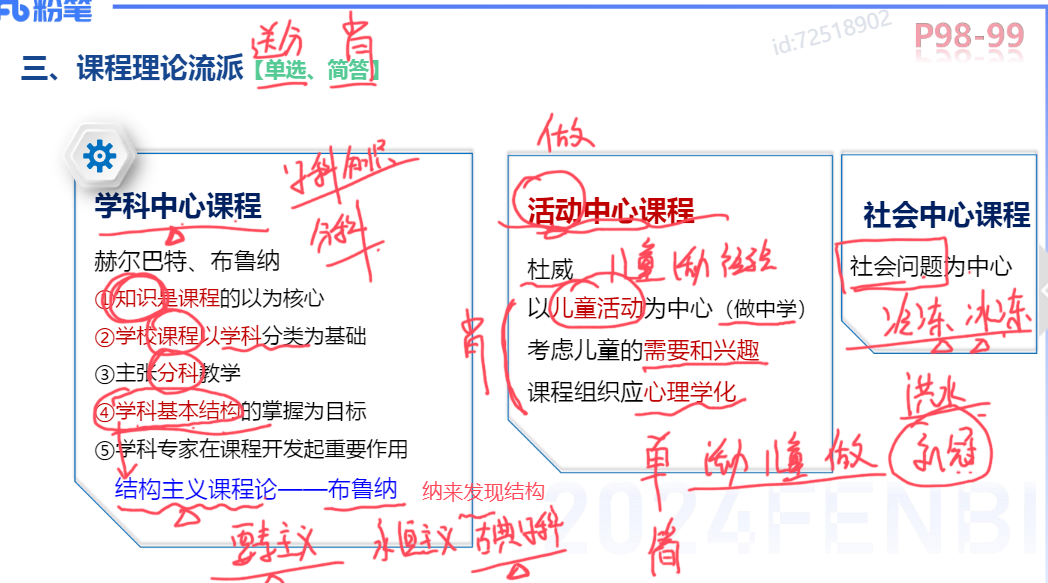 粉笔
送分 背
id:72518902
P98-99
三、课程理论流派【单选、简答】
做
学科中心课程
学科知识
分科
赫尔巴特、布鲁纳
①知识是课程的以为核心
②学校课程以学科分类为基础
③主张分科教学
④学科基本结构的掌握为目标
⑤学科专家在课程开发起重要作用
结构主义课程论——布鲁纳 纳来发现结构
要素主义 永恒主义 古典学科
活动中心课程
杜威 儿童活动经验
以儿童活动为中心（做中学）
考虑儿童的需要和兴趣
课程组织应心理学化
背
单 活动儿童做
背
社会中心课程
社会问题为中心
冰冻
洪水
新冠
2024FENBI